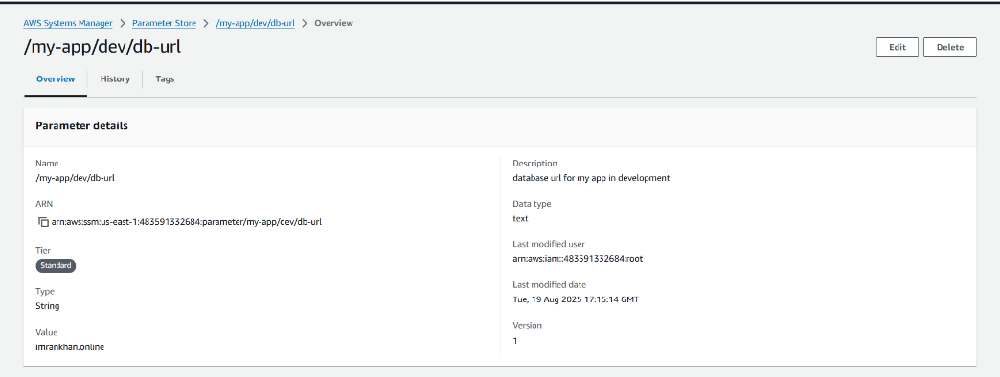 AWS Systems Manager > Parameter Store > /my-app/dev/db-url > Overview
/my-app/dev/db-url
Edit
Delete
Overview
History
Tags
Parameter details
Name
/my-app/dev/db-url
ARN
arn:aws:ssm:us-east-1:483591332684:parameter/my-app/dev/db-url
Tier
Standard
Type
String
Value
imrankhan.online
Description
database url for my app in development
Data type
text
Last modified user
arn:aws:iam::483591332684:root
Last modified date
Tue, 19 Aug 2025 17:15:14 GMT
Version
1